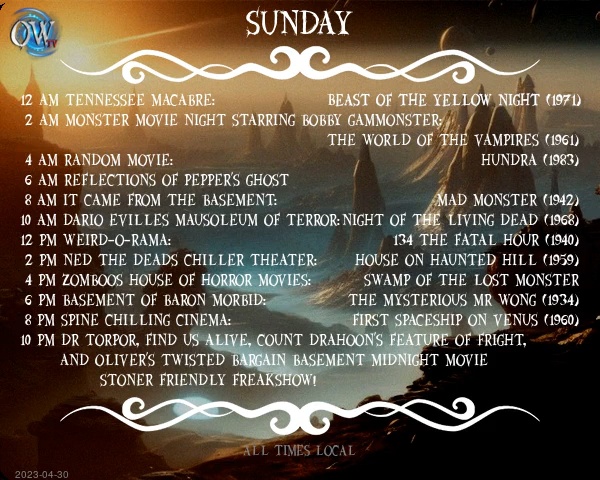 OW TV
SUNDAY
12 AM TENNESSEE MACABRE: BEAST OF THE YELLOW NIGHT (1971)
2 AM MONSTER MOVIE NIGHT STARRING BOBBY GAMMONSTER:
THE WORLD OF THE VAMPIRES (1961)
4 AM RANDOM MOVIE: HUNDRA (1983)
6 AM REFLECTIONS OF PEPPER'S GHOST
8 AM IT CAME FROM THE BASEMENT: MAD MONSTER (1942)
10 AM DARIO EVILLES MAUSOLEUM OF TERROR: NIGHT OF THE LIVING DEAD (1968)
12 PM WEIRD-O-RAMA: 134 THE FATAL HOUR (1940)
2 PM NED THE DEADS CHILLER THEATER: HOUSE ON HAUNTED HILL (1959)
4 PM ZOMBOOS HOUSE OF HORROR MOVIES: SWAMP OF THE LOST MONSTER
6 PM BASEMENT OF BARON MORBID: THE MYSTERIOUS MR WONG (1934)
8 PM SPINE CHILLING CINEMA: FIRST SPACESHIP ON VENUS (1960)
10 PM DR TORPOR, FIND US ALIVE, COUNT DRAHOON'S FEATURE OF FRIGHT,
AND OLIVER'S TWISTED BARGAIN BASEMENT MIDNIGHT MOVIE
STONER FRIENDLY FREAKSHOW!
ALL TIMES LOCAL
2023-04-30